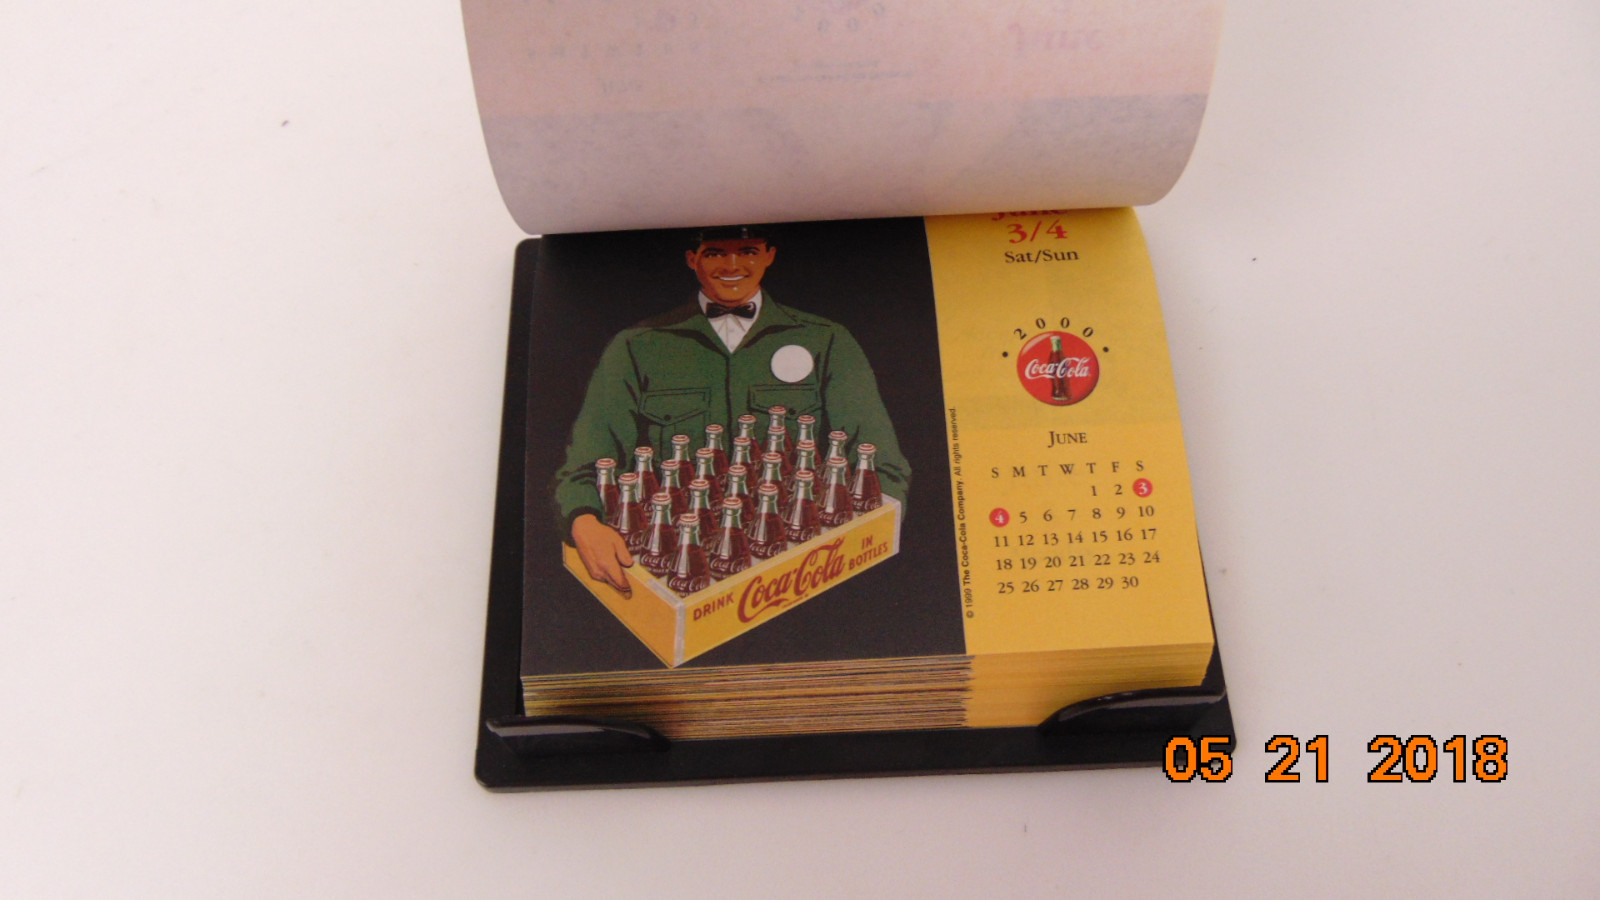 June
3/4
Sat/Sun
2000
Coca-Cola
JUNE
S M T W T F S
1 2 3
4 5 6 7 8 9 10
11 12 13 14 15 16 17
18 19 20 21 22 23 24
25 26 27 28 29 30
© 1999 The Coca-Cola Company. All rights reserved.
DRINK Coca-Cola IN BOTTLES
05 21 2018